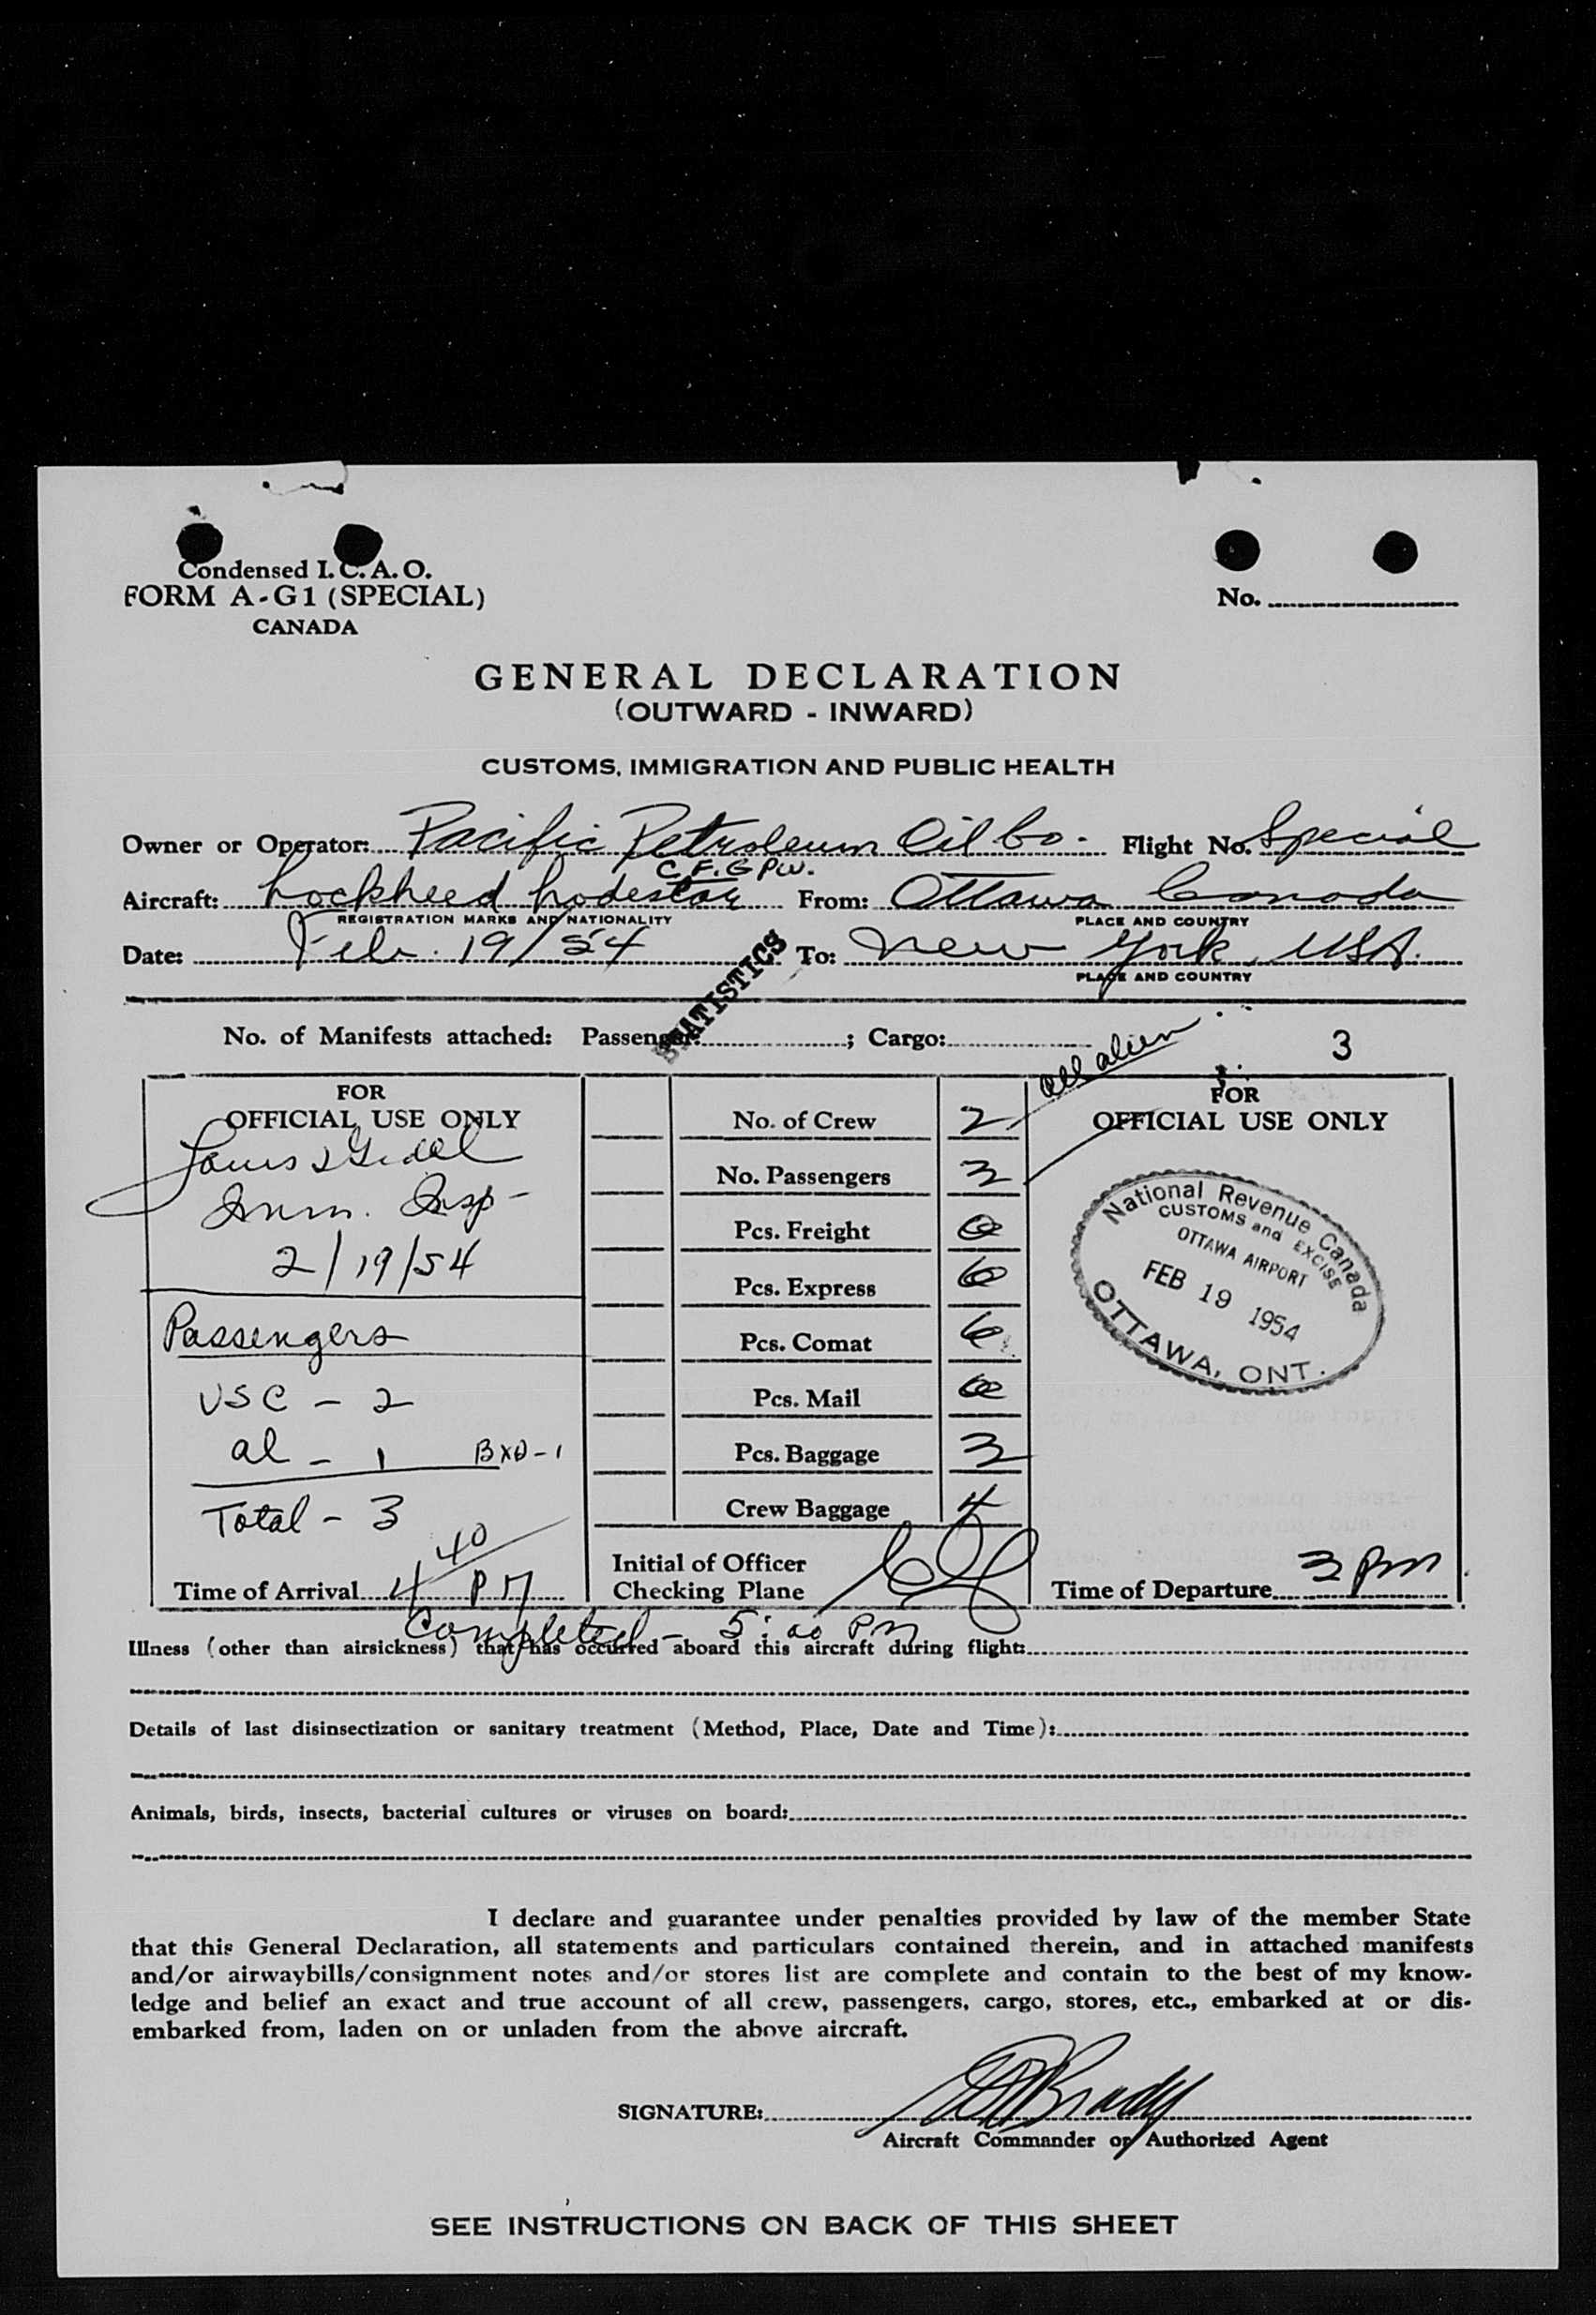 Condensed I.C.A.O.
FORM A-G1 (SPECIAL)
CANADA
No.
GENERAL DECLARATION
(OUTWARD - INWARD)
CUSTOMS, IMMIGRATION AND PUBLIC HEALTH
Owner or Operator: Pacific Petroleum Oil Co. Flight No. Special
C.F.G.P.W.
Aircraft: Lockheed Lodestar From: Ottawa Canada
REGISTRATION MARKS AND NATIONALITY PLACE AND COUNTRY
Date: Feb. 19/54 To: New York, USA.
PLACE AND COUNTRY
STATISTICS
No. of Manifests attached: Passenger: ; Cargo: 3
all alien
FOR
OFFICIAL USE ONLY
Imm. Insp-
2/19/54
Passengers
USC - 2
al - 1
Total - 3
Time of Arrival 4 40 PM
No. of Crew 2
No. Passengers 3
Pcs. Freight 0
Pcs. Express 0
Pcs. Comat 0
Pcs. Mail 0
Pcs. Baggage 3
Crew Baggage 4
Initial of Officer
Checking Plane
FOR
OFFICIAL USE ONLY
National Revenue Canada
CUSTOMS and EXCISE
OTTAWA AIRPORT
FEB 19 1954
OTTAWA, ONT.
Time of Departure 3 pm
Completed - 5:00 PM
Illness (other than airsickness) that has occurred aboard this aircraft during flight:
Details of last disinsectization or sanitary treatment (Method, Place, Date and Time):
Animals, birds, insects, bacterial cultures or viruses on board:
I declare and guarantee under penalties provided by law of the member State
that this General Declaration, all statements and particulars contained therein, and in attached manifests
and/or airwaybills/consignment notes and/or stores list are complete and contain to the best of my know-
ledge and belief an exact and true account of all crew, passengers, cargo, stores, etc., embarked at or dis-
embarked from, laden on or unladen from the above aircraft.
SIGNATURE: Brady
Aircraft Commander or Authorized Agent
SEE INSTRUCTIONS ON BACK OF THIS SHEET